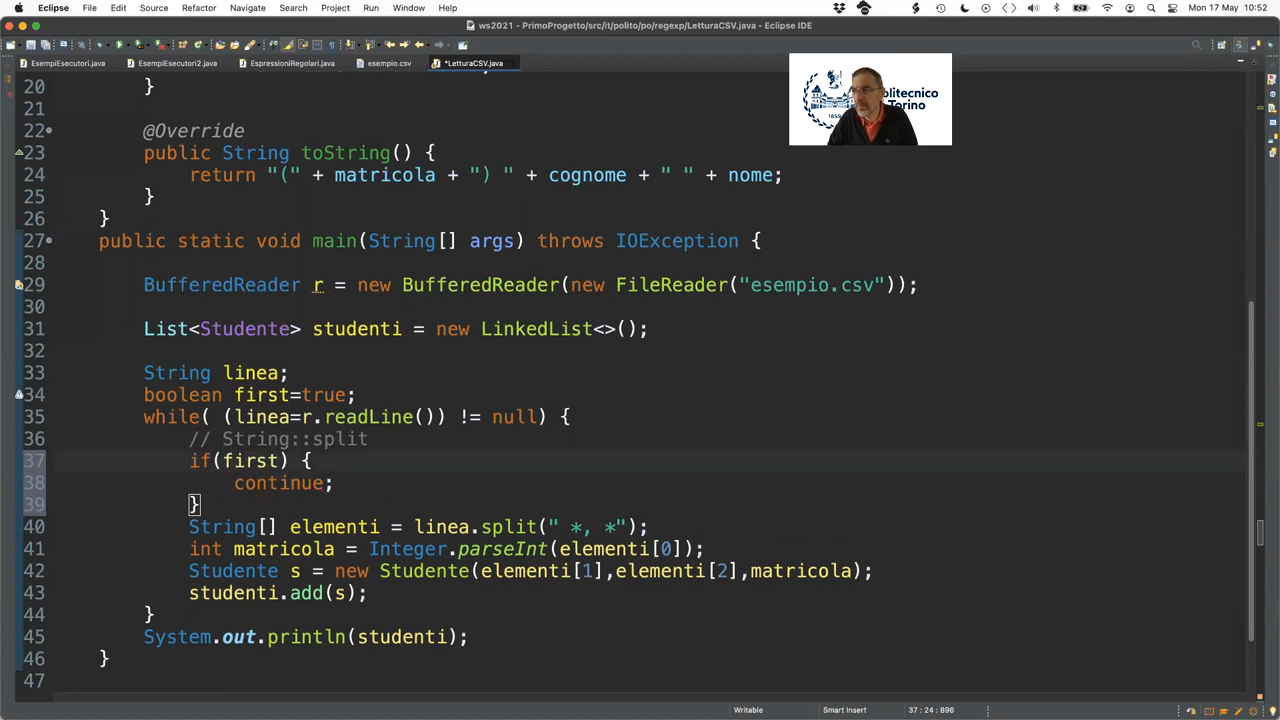 Eclipse File Edit Source Refactor Navigate Search Project Run Window Help Mon 17 May 10:52
ws2021 - PrimoProgetto/src/it/polito/po/regexp/LetturaCSV.java - Eclipse IDE
EsempiEsecutori.java EsempiEsecutori2.java EspressioniRegolari.java esempio.csv *LetturaCSV.java
Politecnico
di Torino
1859
20 }
21
22 @Override
23 public String toString() {
24 return "(" + matricola + ") " + cognome + " " + nome;
25 }
26 }
27 public static void main(String[] args) throws IOException {
28
29 BufferedReader r = new BufferedReader(new FileReader("esempio.csv"));
30
31 List<Studente> studenti = new LinkedList<>();
32
33 String linea;
34 boolean first=true;
35 while( (linea=r.readLine()) != null) {
36 // String::split
37 if(first) {
38 continue;
39 }
40 String[] elementi = linea.split(" *, *");
41 int matricola = Integer.parseInt(elementi[0]);
42 Studente s = new Studente(elementi[1],elementi[2],matricola);
43 studenti.add(s);
44 }
45 System.out.println(studenti);
46 }
47
Writable Smart Insert 37 : 24 : 896